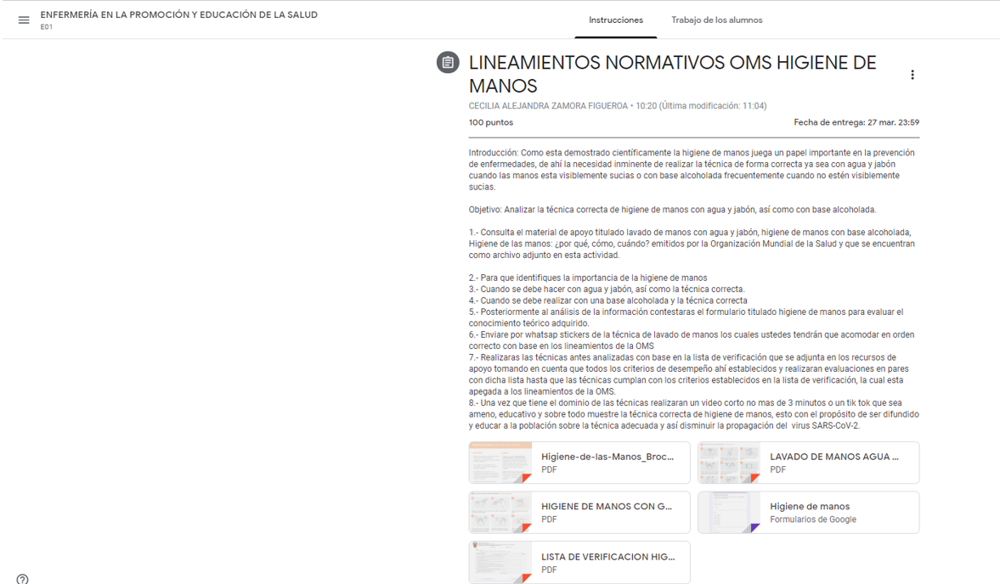 ENFERMERÍA EN LA PROMOCIÓN Y EDUCACIÓN DE LA SALUD
E01
Instrucciones
Trabajo de los alumnos
LINEAMIENTOS NORMATIVOS OMS HIGIENE DE
MANOS
CECILIA ALEJANDRA ZAMORA FIGUEROA • 10:20 (Última modificación: 11:04)
100 puntos
Fecha de entrega: 27 mar. 23:59
Introducción: Como esta demostrado científicamente la higiene de manos juega un papel importante en la prevención
de enfermedades, de ahí la necesidad inminente de realizar la técnica de forma correcta ya sea con agua y jabón
cuando las manos esta visiblemente sucias o con base alcoholada frecuentemente cuando no estén visiblemente
sucias.
Objetivo: Analizar la técnica correcta de higiene de manos con agua y jabón, así como con base alcoholada.
1.- Consulta el material de apoyo titulado lavado de manos con agua y jabón, higiene de manos con base alcoholada,
Higiene de las manos: ¿por qué, cómo, cuándo? emitidos por la Organización Mundial de la Salud y que se encuentran
como archivo adjunto en esta actividad.
2.- Para que identifiques la importancia de la higiene de manos
3.- Cuando se debe hacer con agua y jabón, así como la técnica correcta.
4.- Cuando se debe realizar con una base alcoholada y la técnica correcta
5.- Posteriormente al análisis de la información contestaras el formulario titulado higiene de manos para evaluar el
conocimiento teórico adquirido.
6.- Enviare por whatsap stickers de la técnica de lavado de manos los cuales ustedes tendrán que acomodar en orden
correcto con base en los lineamientos de la OMS
7.- Realizaras las técnicas antes analizadas con base en la lista de verificación que se adjunta en los recursos de
apoyo tomando en cuenta que todos los criterios de desempeño ahí establecidos y realizaran evaluaciones en pares
con dicha lista hasta que las técnicas cumplan con los criterios establecidos en la lista de verificación, la cual esta
apegada a los lineamientos de la OMS.
8.- Una vez que tiene el dominio de las técnicas realizaran un video corto no mas de 3 minutos o un tik tok que sea
ameno, educativo y sobre todo muestre la técnica correcta de higiene de manos, esto con el propósito de ser difundido
y educar a la población sobre la técnica adecuada y así disminuir la propagación del virus SARS-CoV-2.
Higiene-de-las-Manos_Broc...
PDF
LAVADO DE MANOS AGUA ...
PDF
HIGIENE DE MANOS CON G...
PDF
Higiene de manos
Formularios de Google
LISTA DE VERIFICACION HIG...
PDF